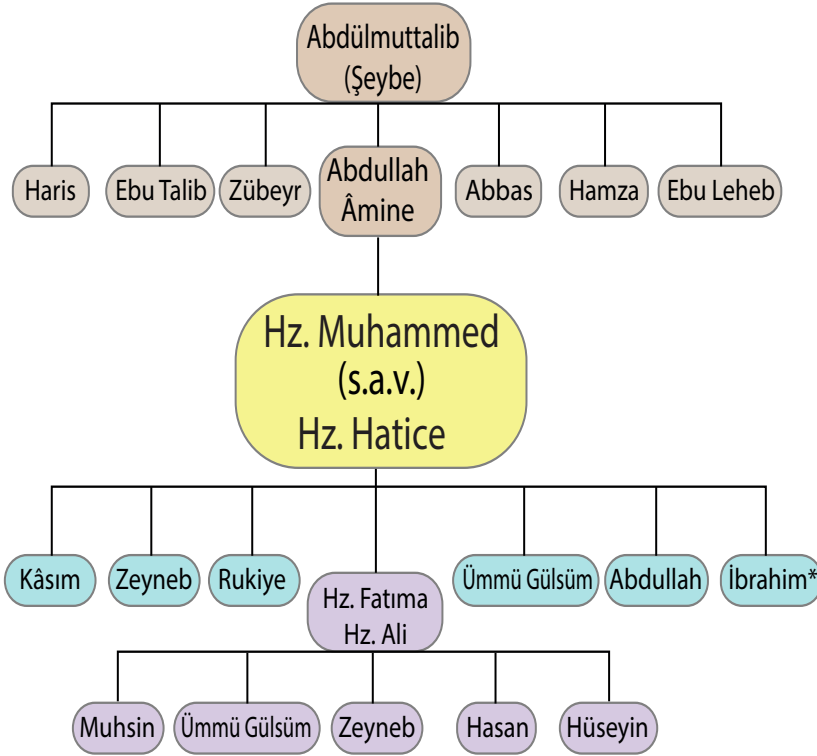 Abdülmuttalib
(Şeybe)
Haris
Ebu Talib
Zübeyr
Abdullah
Âmine
Abbas
Hamza
Ebu Leheb
Hz. Muhammed
(s.a.v.)
Hz. Hatice
Kâsım
Zeyneb
Rukiye
Hz. Fatıma
Hz. Ali
Ümmü Gülsüm
Abdullah
İbrahim*
Muhsin
Ümmü Gülsüm
Zeyneb
Hasan
Hüseyin